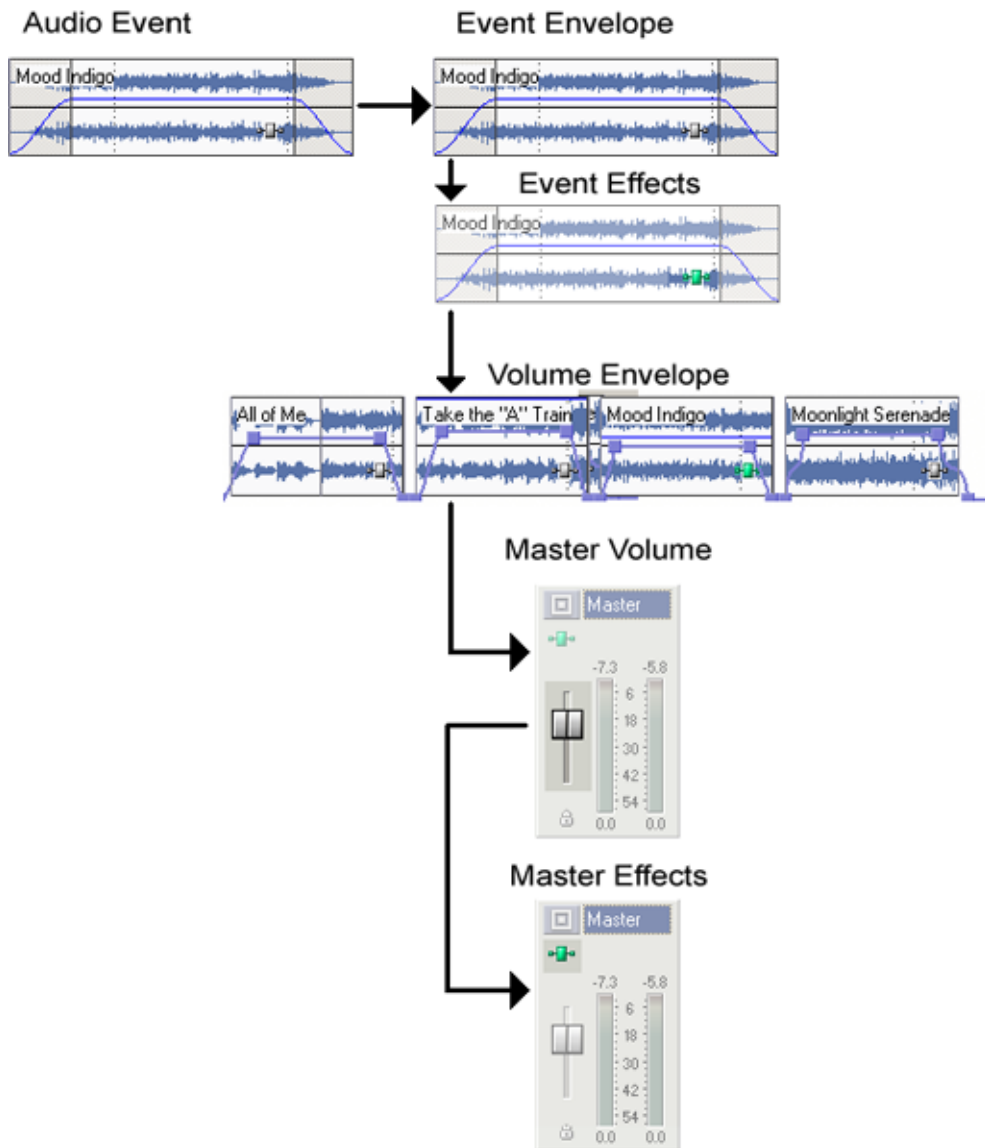 Audio Event
Event Envelope
Mood Indigo
Mood Indigo
Event Effects
Mood Indigo
Volume Envelope
All of Me
Take the "A" Train
Mood Indigo
Moonlight Serenade
Master Volume
Master
-7.3 -5.8
6
18
30
42
54
0.0 0.0
Master Effects
Master
-7.3 -5.8
6
18
30
42
54
0.0 0.0